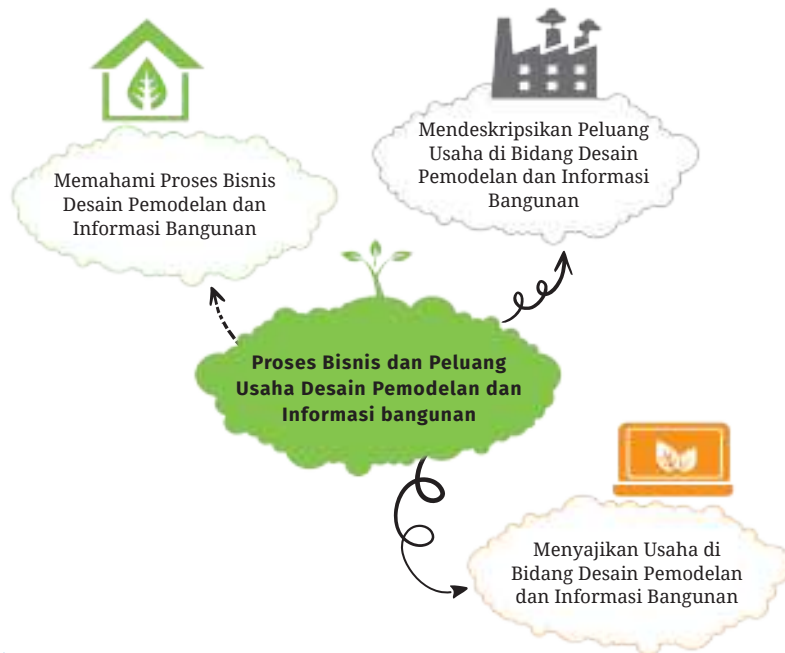 Memahami Proses Bisnis
Desain Pemodelan dan
Informasi Bangunan
Mendeskripsikan Peluang
Usaha di Bidang Desain
Pemodelan dan Informasi
Bangunan
Proses Bisnis dan Peluang
Usaha Desain Pemodelan dan
Informasi bangunan
Menyajikan Usaha di
Bidang Desain Pemodelan
dan Informasi Bangunan